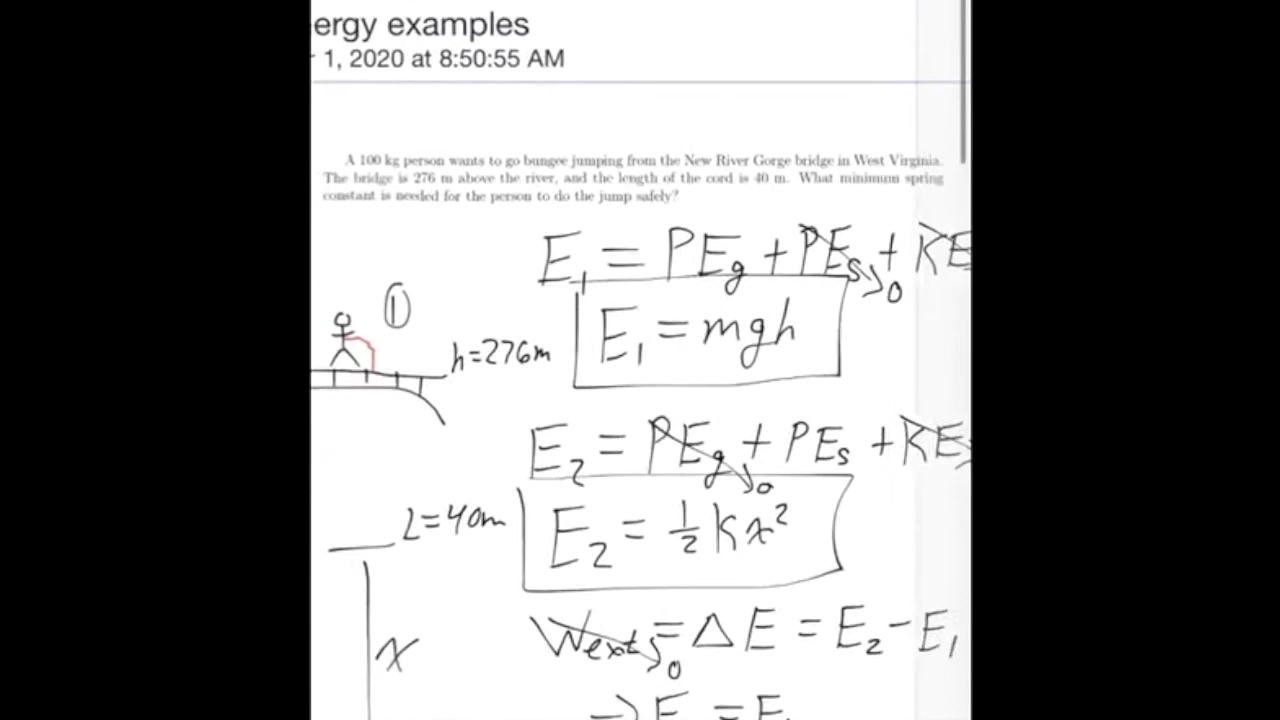 ergy examples
1, 2020 at 8:50:55 AM
A 100 kg person wants to go bungee jumping from the New River Gorge bridge in West Virginia.
The bridge is 276 m above the river, and the length of the cord is 40 m. What minimum spring
constant is needed for the person to do the jump safely?
E₁ = PEg + PEs → 0 + KE
①
E₁ = mgh
h=276m
E₂ = PEg → 0 + PEs + KE
L=40m
E₂ = ½ k x²
Wext → 0 = Δ E = E₂ - E₁
x
⇒ E = E